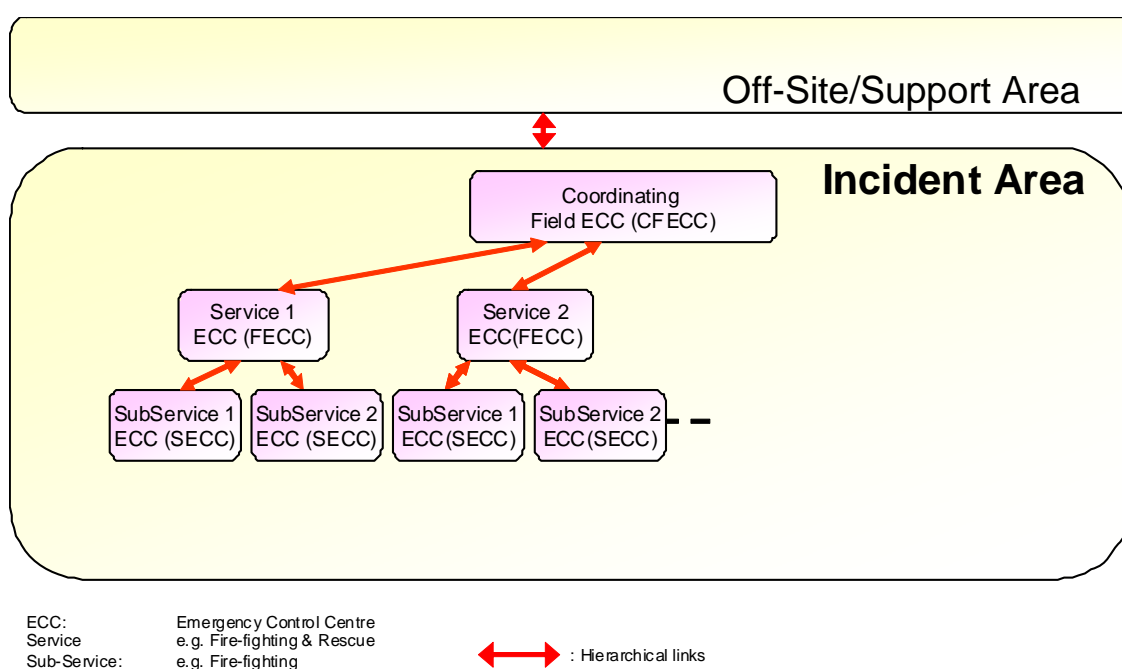 Off-Site/Support Area
Incident Area
Coordinating
Field ECC (CFECC)
Service 1
ECC (FECC)
Service 2
ECC(FECC)
SubService 1
ECC (SECC)
SubService 2
ECC (SECC)
SubService 1
ECC(SECC)
SubService 2
ECC(SECC)
ECC: Emergency Control Centre
Service e.g. Fire-fighting & Rescue
Sub-Service: e.g. Fire-fighting
: Hierarchical links